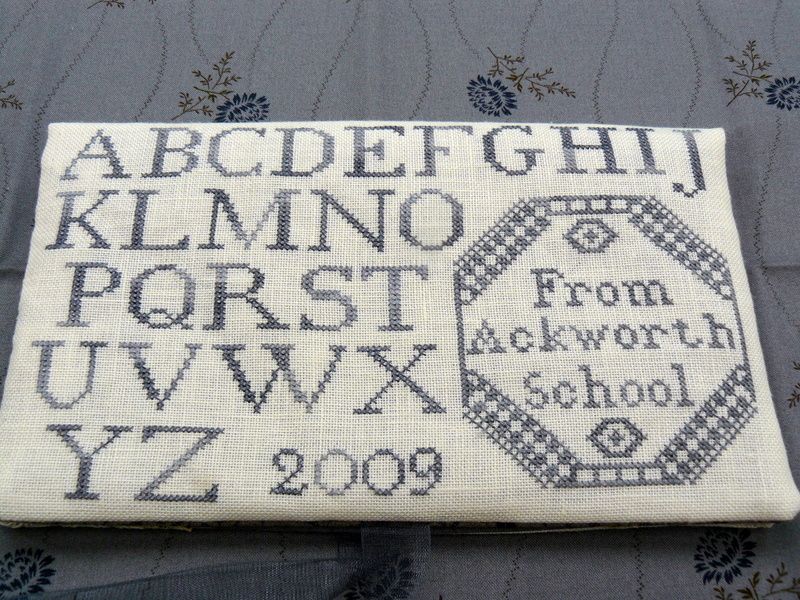 ABCDEFGHIJ
KLMNO
PQRST
UVWX
YZ 2009
From
Ackworth
School